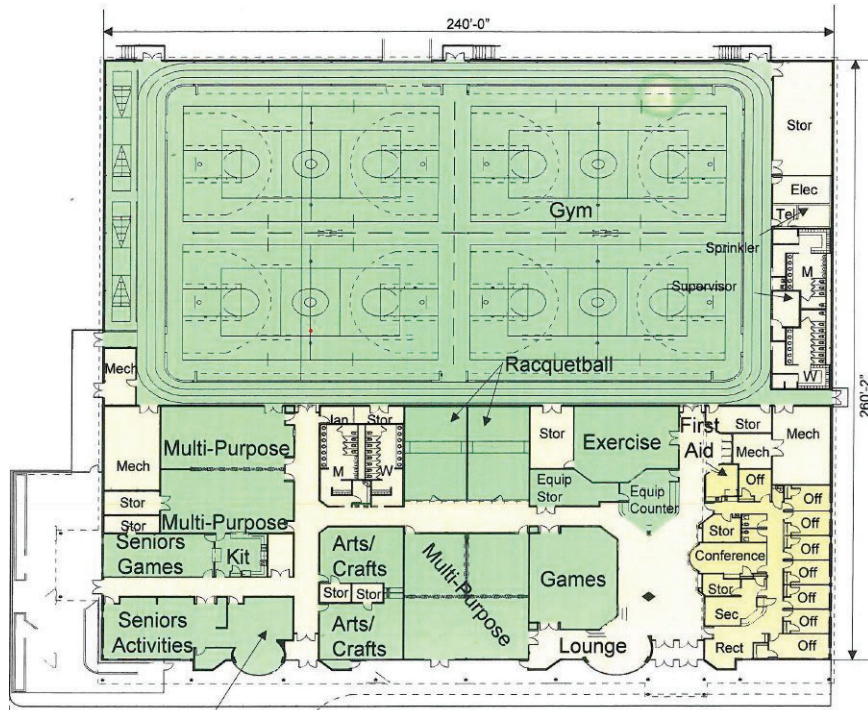 240'-0"
Stor
Elec
Gym
Tel
Sprinkler
M
Supervisor
W
260'-2"
Mech
Racquetball
Jan
Stor
Multi-Purpose
Stor
Exercise
First
Aid
Stor
Mech
Mech
Mech
M
W
Equip
Stor
Equip
Counter
Off
Off
Stor
Stor
Multi-Purpose
Seniors
Games
Kit
Arts/
Crafts
Multi-Purpose
Games
Stor
Off
Conference
Off
Off
Stor
Stor
Stor
Off
Seniors
Activities
Arts/
Crafts
Lounge
Sec
Off
Rect
Off